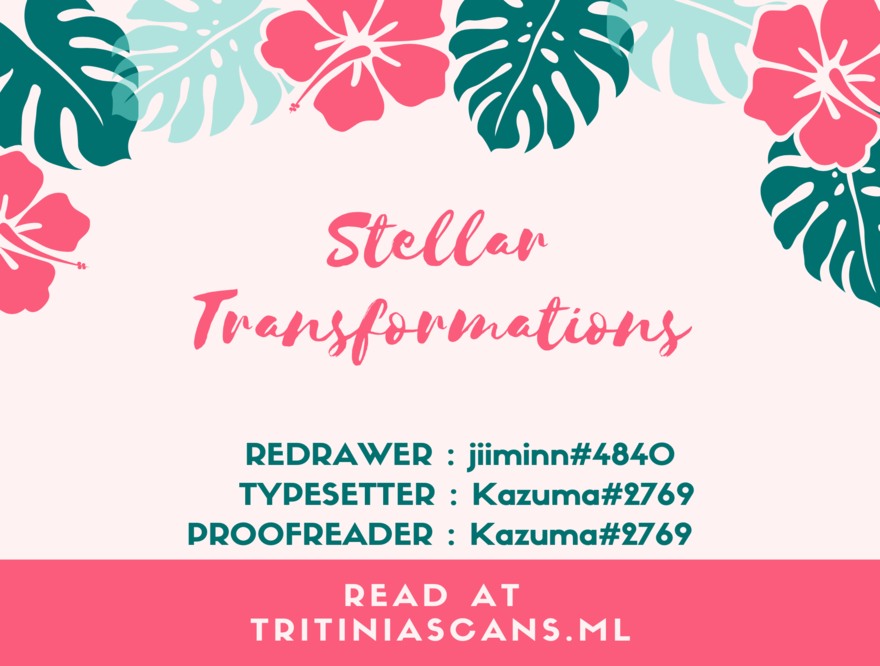 Stellar
Transformations
REDRAWER : jiiminn#4840
TYPESETTER : Kazuma#2769
PROOFREADER : Kazuma#2769
READ AT
TRITINIASCANS.ML